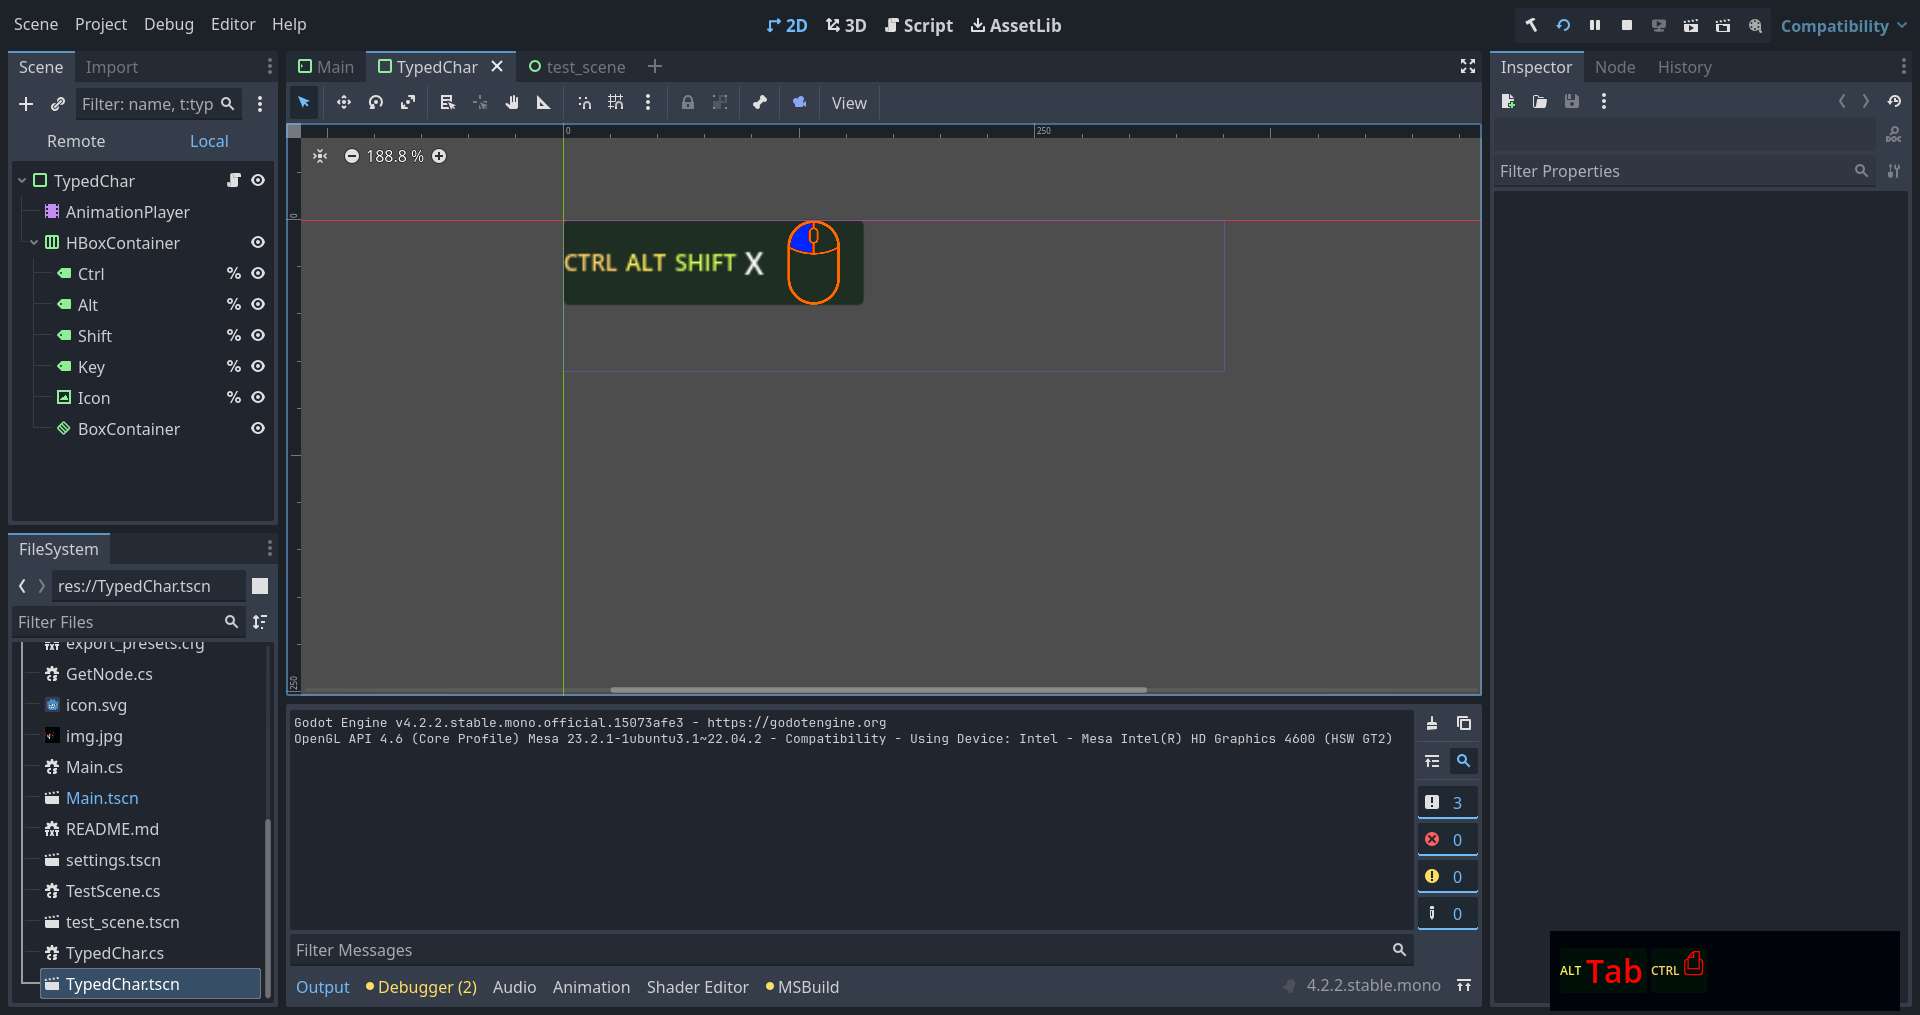 Scene Project Debug Editor Help
2D 3D Script AssetLib
Compatibility
Scene Import
Filter: name, t:typ
Remote Local
TypedChar
AnimationPlayer
HBoxContainer
Ctrl %
Alt %
Shift %
Key %
Icon %
BoxContainer
FileSystem
res://TypedChar.tscn
Filter Files
export_presets.cfg
GetNode.cs
icon.svg
img.jpg
Main.cs
Main.tscn
README.md
settings.tscn
TestScene.cs
test_scene.tscn
TypedChar.cs
TypedChar.tscn
Main TypedChar test_scene
View
0 250
188.8 %
0
CTRL ALT SHIFT X
250
Godot Engine v4.2.2.stable.mono.official.15073afe3 - https://godotengine.org
OpenGL API 4.6 (Core Profile) Mesa 23.2.1-1ubuntu3.1~22.04.2 - Compatibility - Using Device: Intel - Mesa Intel(R) HD Graphics 4600 (HSW GT2)
3
0
0
0
Filter Messages
Output Debugger (2) Audio Animation Shader Editor MSBuild 4.2.2.stable.mono
Inspector Node History
DOC
Filter Properties
ALT Tab CTRL